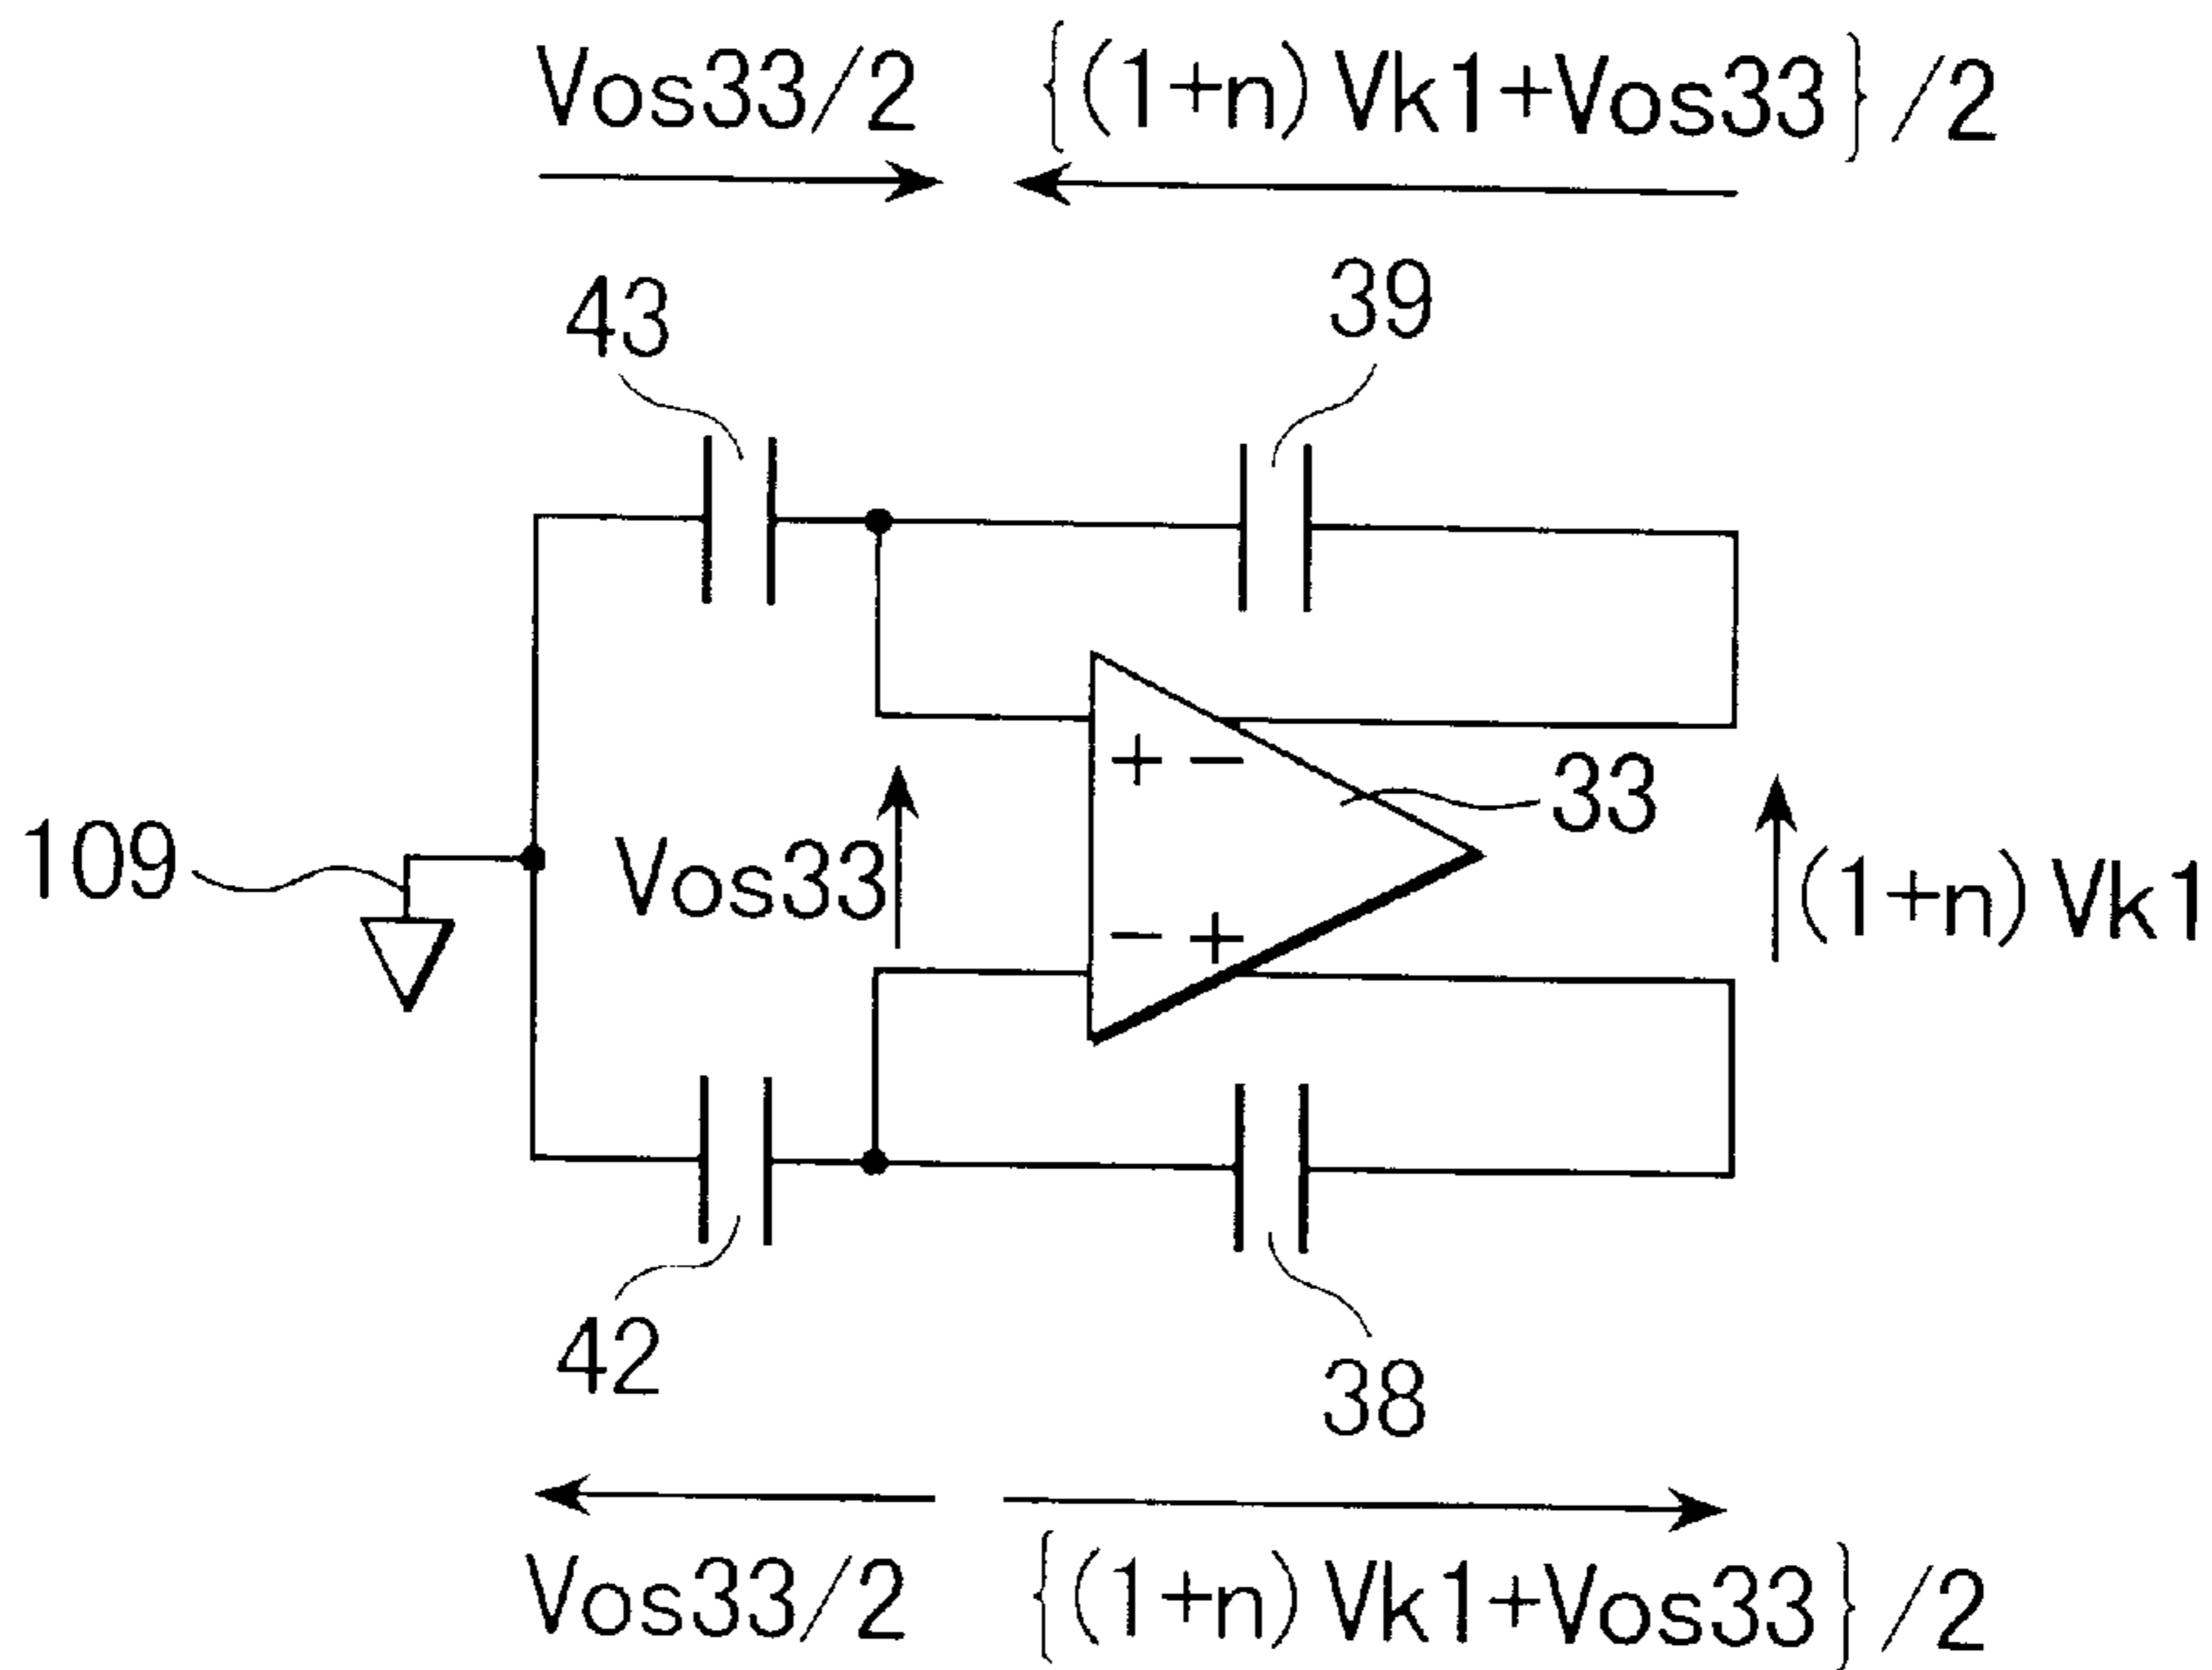 Vos33/2 {(1+n)Vk1+Vos33}/2
43 39
+ -
33
109 Vos33 (1+n)Vk1
- +
42 38
Vos33/2 {(1+n)Vk1+Vos33}/2